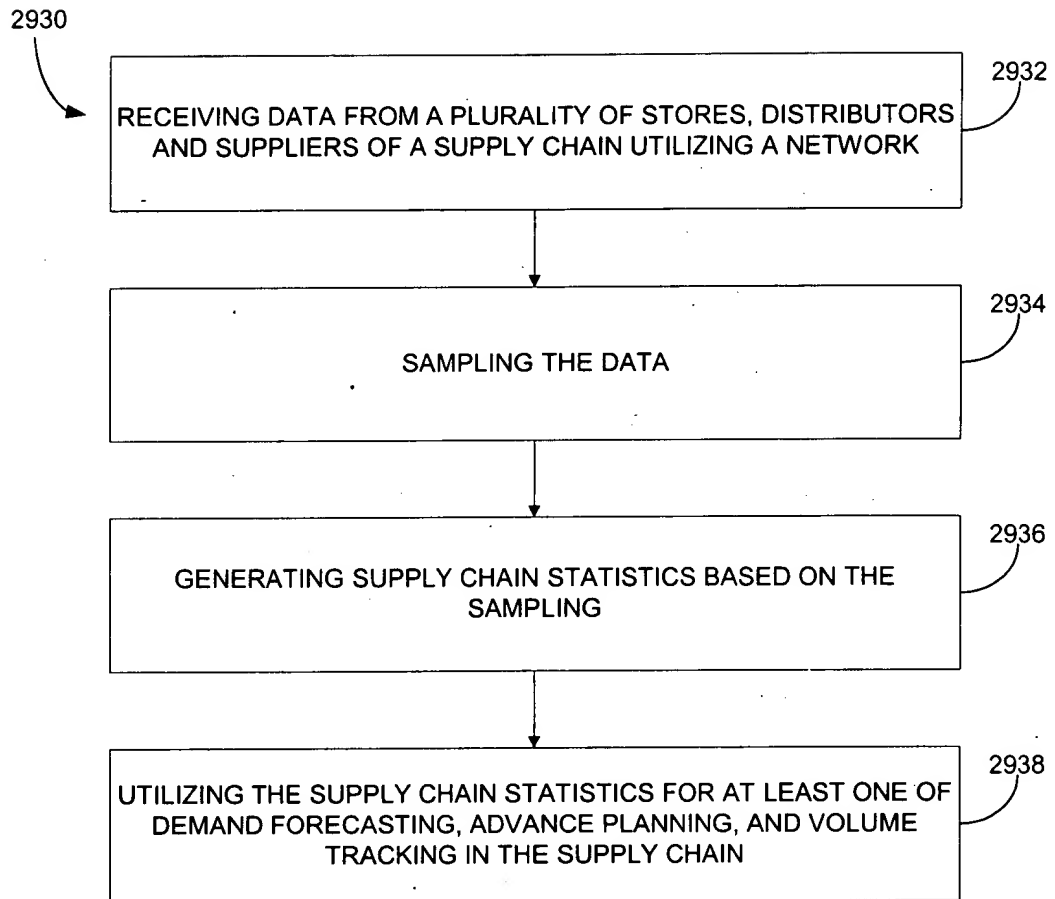 2930
2932
RECEIVING DATA FROM A PLURALITY OF STORES, DISTRIBUTORS
AND SUPPLIERS OF A SUPPLY CHAIN UTILIZING A NETWORK
2934
SAMPLING THE DATA
2936
GENERATING SUPPLY CHAIN STATISTICS BASED ON THE
SAMPLING
2938
UTILIZING THE SUPPLY CHAIN STATISTICS FOR AT LEAST ONE OF
DEMAND FORECASTING, ADVANCE PLANNING, AND VOLUME
TRACKING IN THE SUPPLY CHAIN